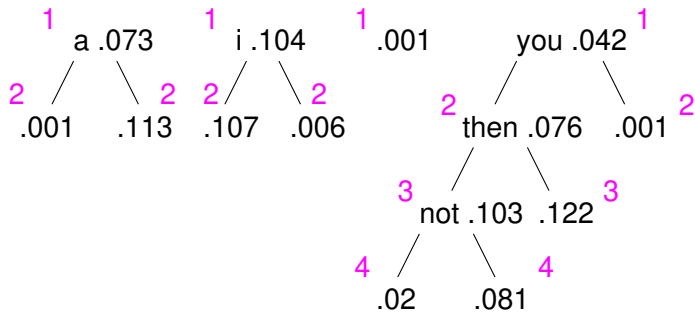 1 1 1 1
a .073 i .104 .001 you .042
2 2 2 2 2 2
.001 .113 .107 .006 then .076 .001
3 3
not .103 .122
4 4
.02 .081